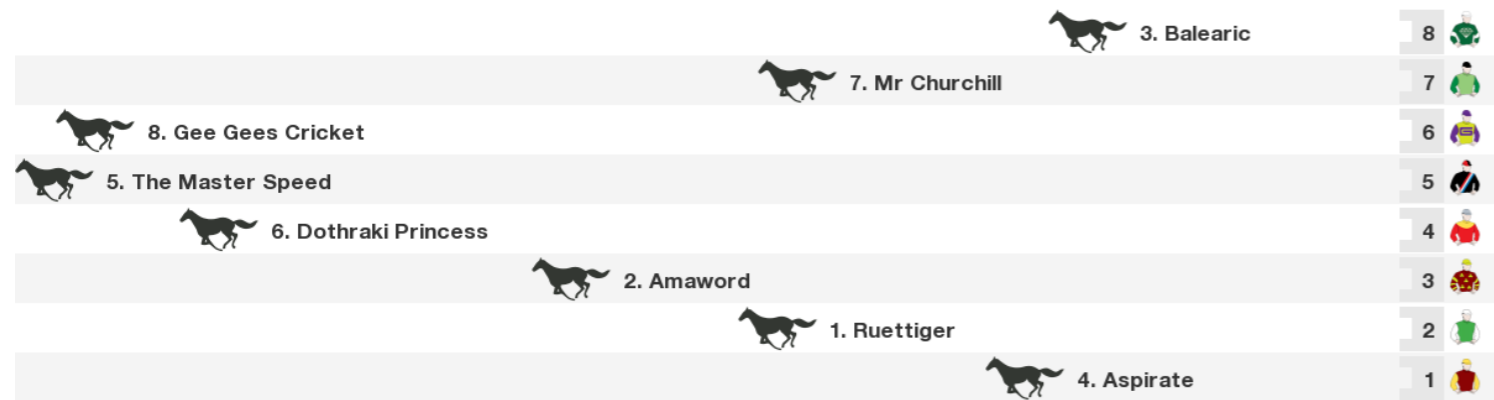 3. Balearic 8
7. Mr Churchill 7
8. Gee Gees Cricket 6
5. The Master Speed 5
6. Dothraki Princess 4
2. Amaword 3
1. Ruettiger 2
4. Aspirate 1